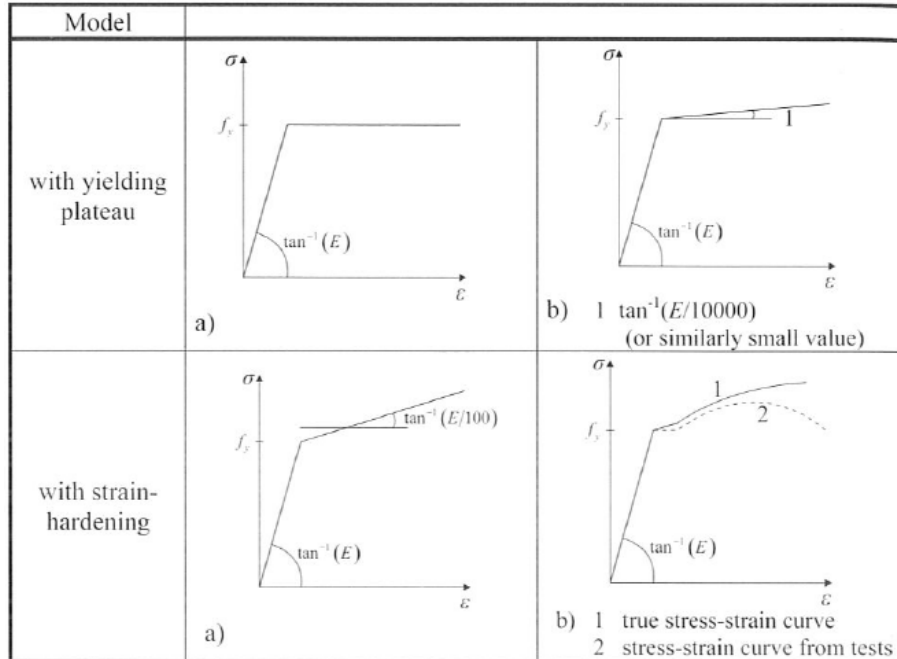 Model
with yielding
plateau
σ
f_y
tan⁻¹(E)
ε
a)
σ
f_y
1
tan⁻¹(E)
ε
b) 1 tan⁻¹(E/10000)
(or similarly small value)
with strain-
hardening
σ
tan⁻¹(E/100)
f_y
tan⁻¹(E)
ε
a)
σ
1
2
f_y
tan⁻¹(E)
ε
b) 1 true stress-strain curve
2 stress-strain curve from tests